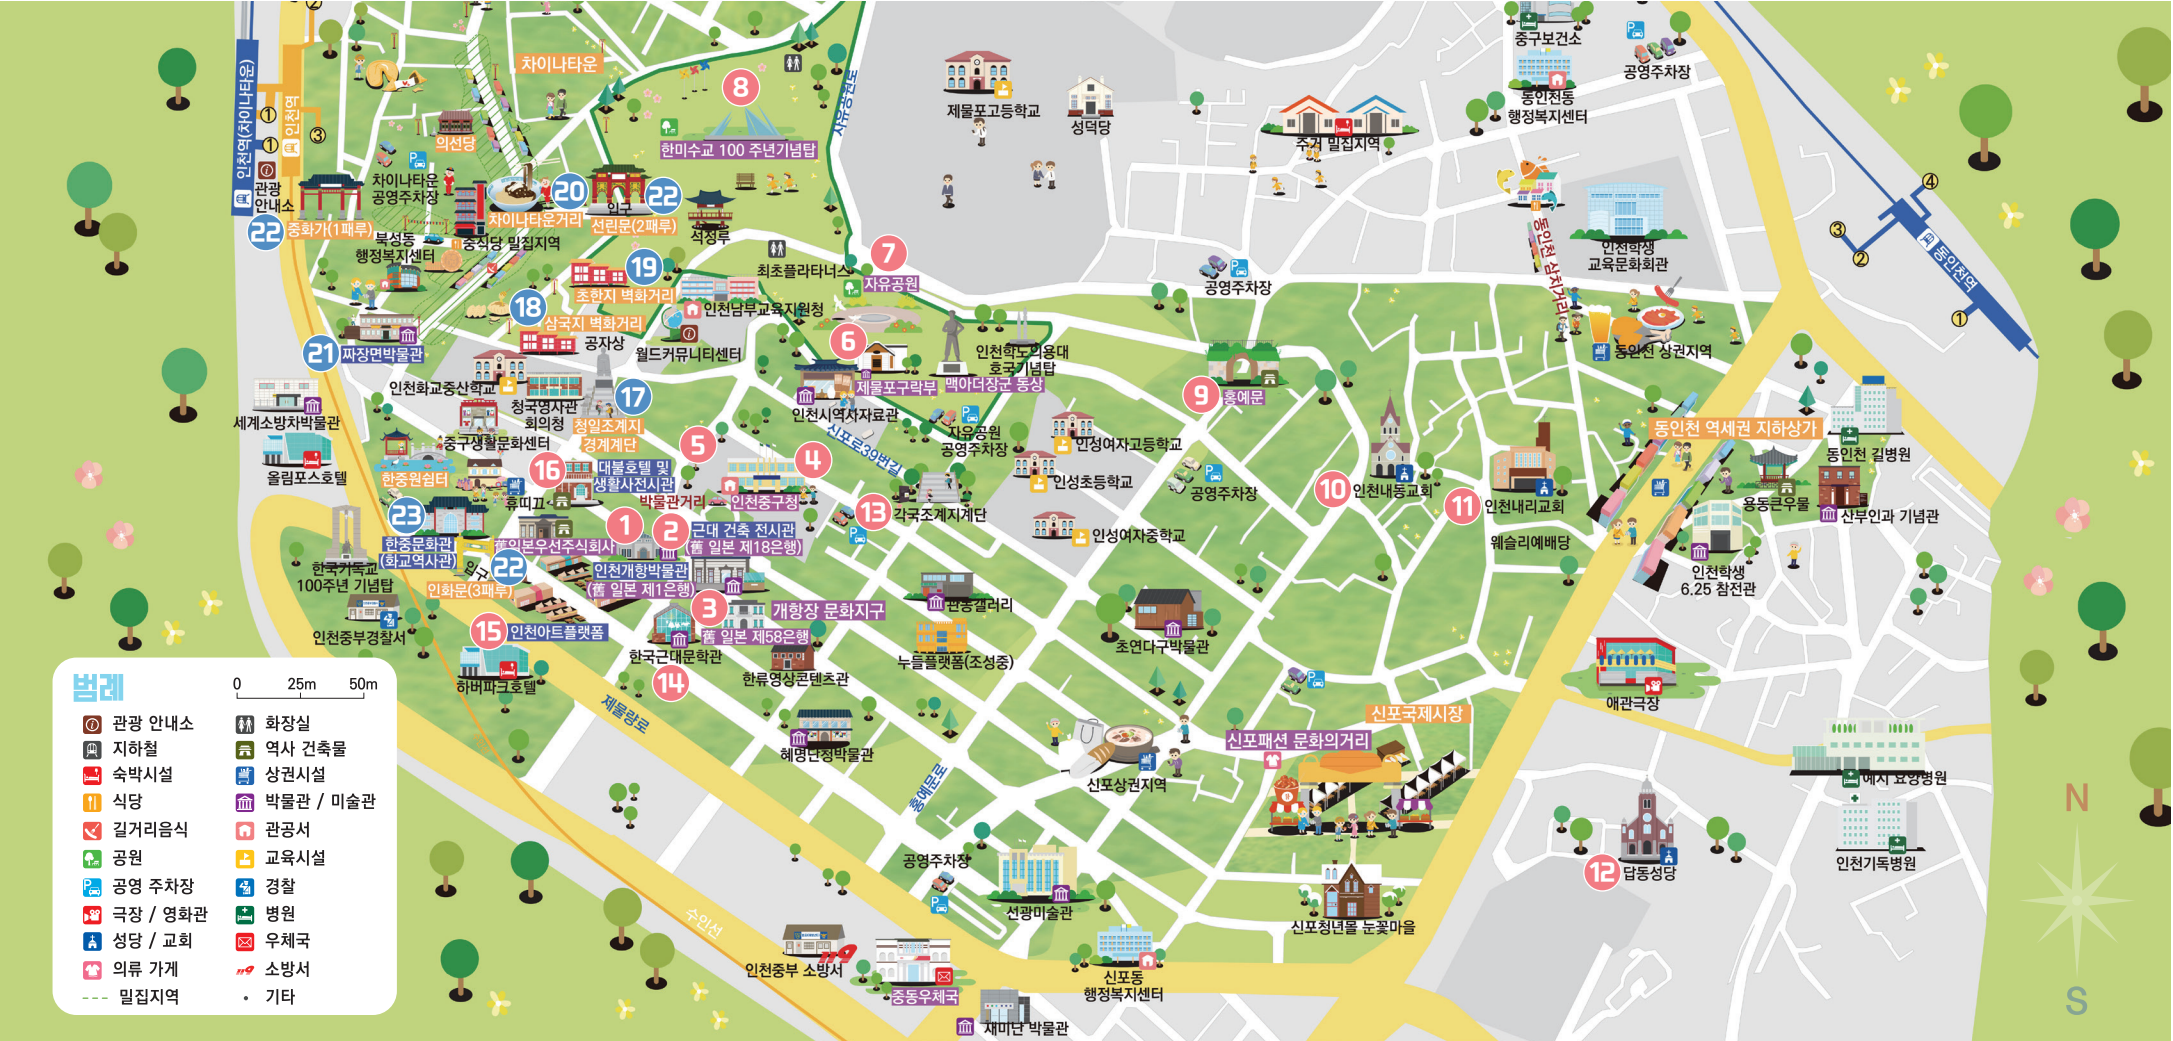 ②
차이나타운
8
자유공원로
중구보건소
공영주차장
제물포고등학교
성덕당
동인천동
행정복지센터
인천역(차이나타운)
인천역
①
①
③
의선당
한미수교 100 주년기념탑
주거 밀집지역
관광
안내소
차이나타운
공영주차장
20
22
입구
차이나타운거리
선린문(2패루)
석정루
22
중화가(1패루)
북성동
행정복지센터
중식당 밀집지역
동인천 삼치거리
인천학생
교육문화회관
④
③
②
①
동인천역
최초플라타너스
7
자유공원
공영주차장
19
초한지 벽화거리
인천남부교육지원청
18
삼국지 벽화거리
공자상
월드커뮤니티센터
6
제물포구락부
맥아더장군 동상
인천학도의용대
호국기념탑
동인천 상권지역
21
짜장면박물관
인천화교중산학교
청국영사관
회의청
17
청일조계지
경계계단
인천시역사자료관
9
홍예문
세계소방차박물관
중구생활문화센터
신포로39번길
자유공원
공영주차장
인성여자고등학교
동인천 역세권 지하상가
동인천 길병원
올림포스호텔
한중원쉼터
16
대불호텔 및
생활사전시관
5
4
박물관거리
인천중구청
인성초등학교
공영주차장
10
인천내동교회
11
인천내리교회
웨슬리예배당
용동큰우물
산부인과 기념관
휴띠끄
13
각국조계지계단
인성여자중학교
23
한중문화관
(화교역사관)
舊일본우선주식회사
1
2
근대 건축 전시관
(舊 일본 제18은행)
한국기독교
100주년 기념탑
입구
22
인화문(3패루)
인천개항박물관
(舊 일본 제1은행)
인천학생
6.25 참전관
인천중부경찰서
15
인천아트플랫폼
3
개항장 문화지구
舊 일본 제58은행
관동갤러리
초연다구박물관
하버파크호텔
한국근대문학관
14
한류영상콘텐츠관
누들플랫폼(조성중)
애관극장
제물량로
혜명단청박물관
홍예문로
신포상권지역
신포패션 문화의거리
신포국제시장
예지 요양병원
인천기독병원
12
답동성당
공영주차장
선광미술관
신포청년몰 눈꽃마을
수인선
인천중부 소방서
119
중동우체국
재미난 박물관
신포동
행정복지센터
N
S
범례
0 25m 50m
관광 안내소
화장실
지하철
역사 건축물
숙박시설
상권시설
식당
박물관 / 미술관
길거리음식
관공서
공원
교육시설
공영 주차장
경찰
극장 / 영화관
병원
성당 / 교회
우체국
의류 가게
119 소방서
밀집지역
기타